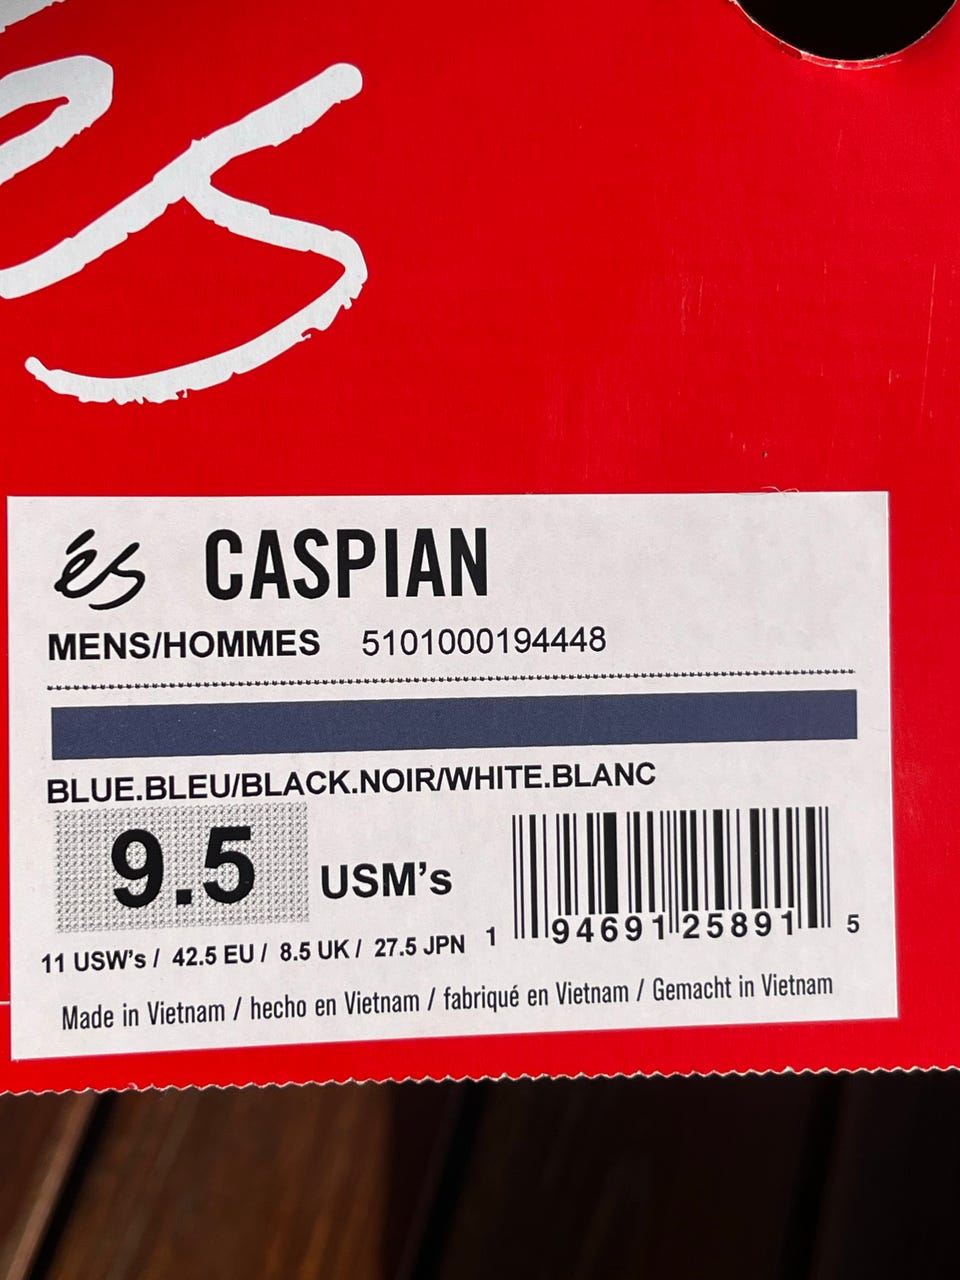 és
és CASPIAN
MENS/HOMMES 5101000194448
BLUE.BLEU/BLACK.NOIR/WHITE.BLANC
9.5 USM’s
11 USW’s / 42.5 EU / 8.5 UK / 27.5 JPN
1 94691 25891 5
Made in Vietnam / hecho en Vietnam / fabriqué en Vietnam / Gemacht in Vietnam